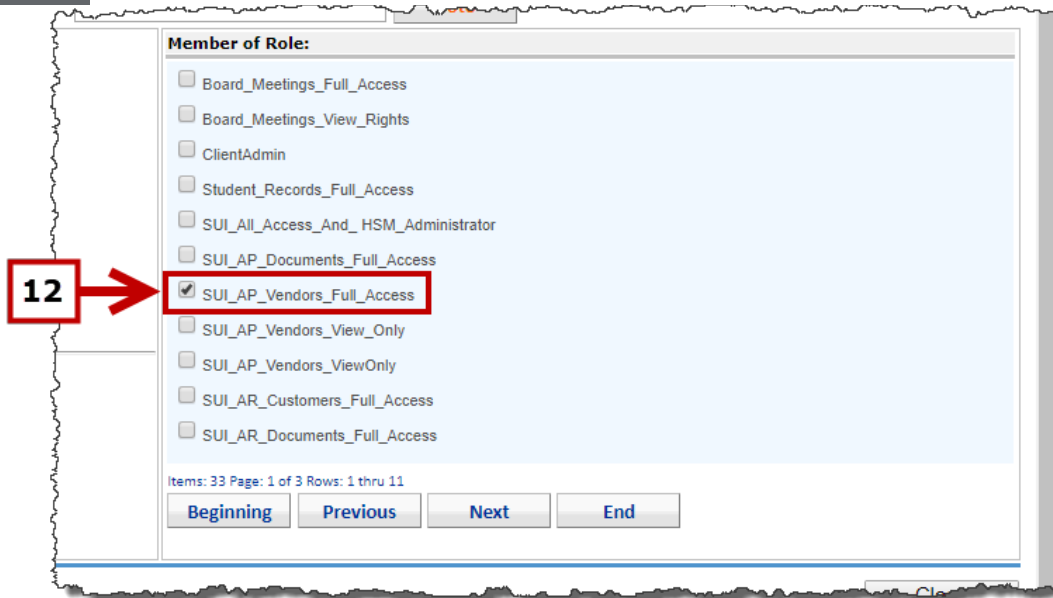 Member of Role:
Board_Meetings_Full_Access
Board_Meetings_View_Rights
ClientAdmin
Student_Records_Full_Access
SUI_All_Access_And_ HSM_Administrator
SUI_AP_Documents_Full_Access
12
SUI_AP_Vendors_Full_Access
SUI_AP_Vendors_View_Only
SUI_AP_Vendors_ViewOnly
SUI_AR_Customers_Full_Access
SUI_AR_Documents_Full_Access
Items: 33 Page: 1 of 3 Rows: 1 thru 11
Beginning Previous Next End